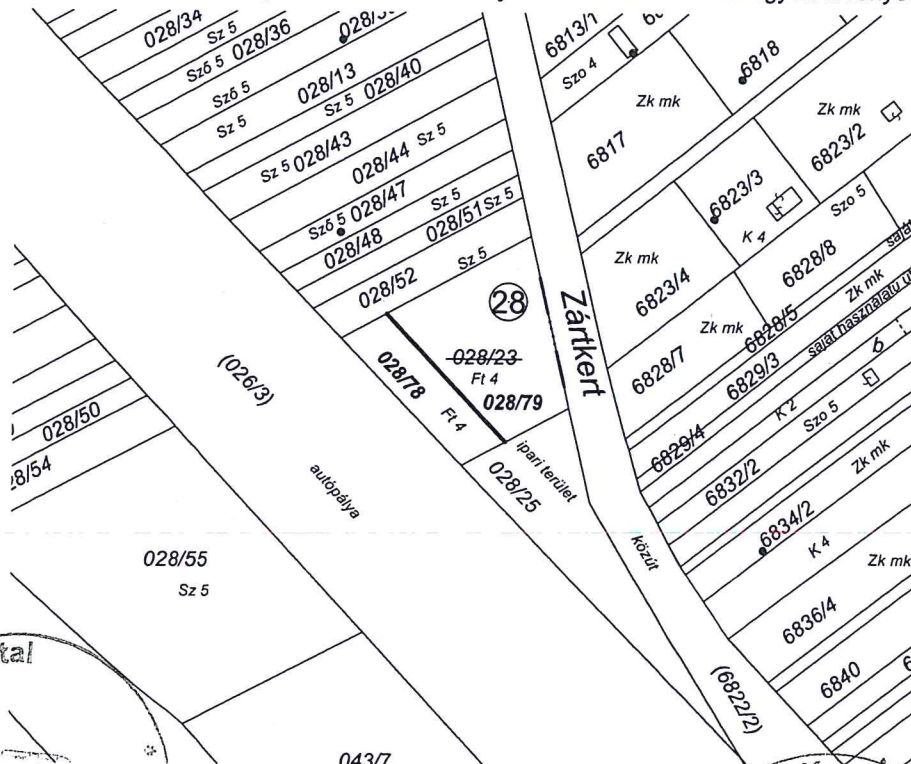 028/34
Sz 5
028/36
Sző 5
Sző 5
028/13
Sz 5
028/40
Sz 5
Sz 5
028/43
028/44
Sz 5
Sző 5
028/47
Sz 5
028/51
Sz 5
028/48
028/52
Sz 5
28
028/23
Ft 4
028/79
028/78
Ft 4
ipari terület
028/25
Zártkert
közút
(6822/2)
(026/3)
autópálya
028/50
028/55
Sz 5
043/7
tal
6813/1
Szo 4
Zk mk
6818
6817
Zk mk
6823/2
6823/3
K 4
Szo 5
Zk mk
6823/4
6828/8
Zk mk
6828/7
6828/5
Zk mk
saját használatú
6829/3
6
K 2
Szo 5
6829/4
6832/2
Zk mk
6834/2
K 4
Zk mk
6836/4
6840